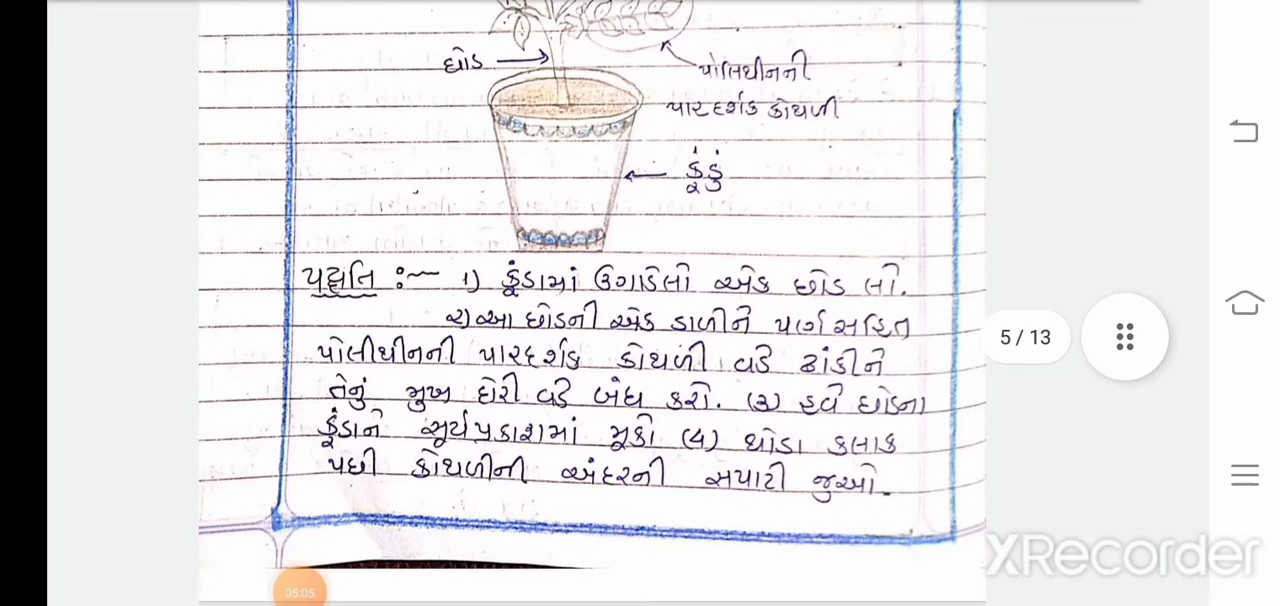 છોડ
પોલિથીનની
પારદર્શક કોથળી
કૂંડું
પદ્ધતિ :- ૧) કૂંડામાં ઉગાડેલો એક છોડ લો.
૨) આ છોડની એક ડાળીને પર્ણ સહિત
પોલીથીનની પારદર્શક કોથળી વડે ઢાંકીને
તેનું મુખ દોરી વડે બંધ કરો. (૩) હવે છોડના
5 / 13
કૂંડાને સૂર્યપ્રકાશમાં મૂકો (4) થોડા કલાક
પછી કોથળીની અંદરની સપાટી જુઓ.
XRecorder
05:05